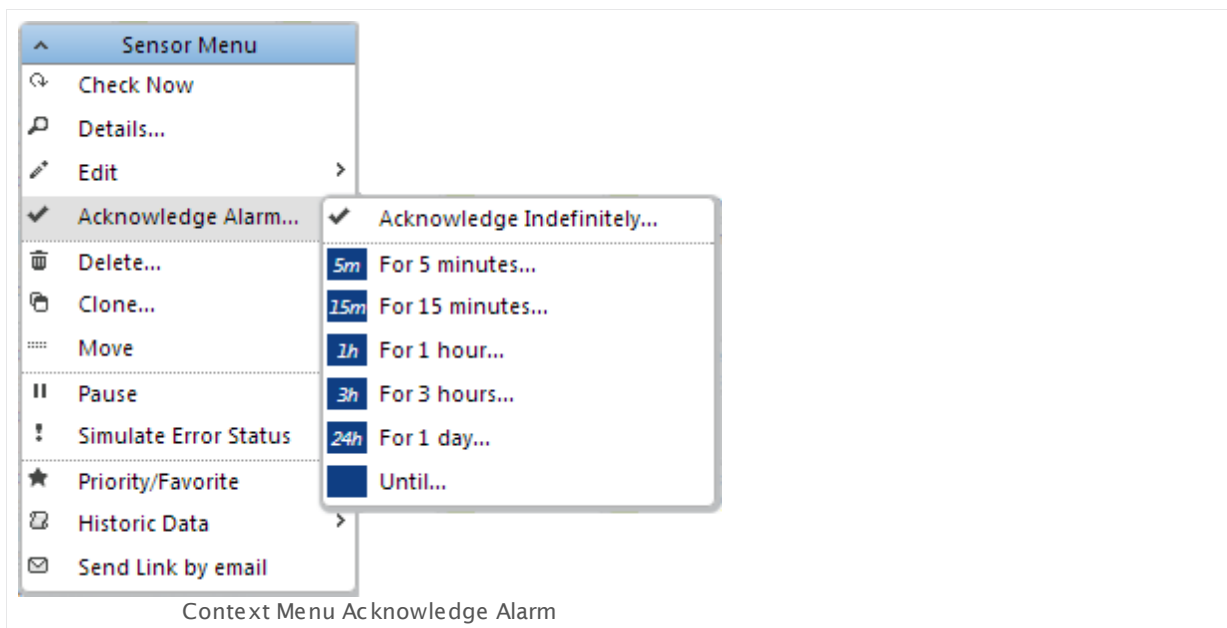 Sensor Menu
Check Now
Details...
Edit
Acknowledge Alarm...
Delete...
Clone...
Move
Pause
Simulate Error Status
Priority/Favorite
Historic Data
Send Link by email
Acknowledge Indefinitely...
5m For 5 minutes...
15m For 15 minutes...
1h For 1 hour...
3h For 3 hours...
24h For 1 day...
Until...
Context Menu Acknowledge Alarm